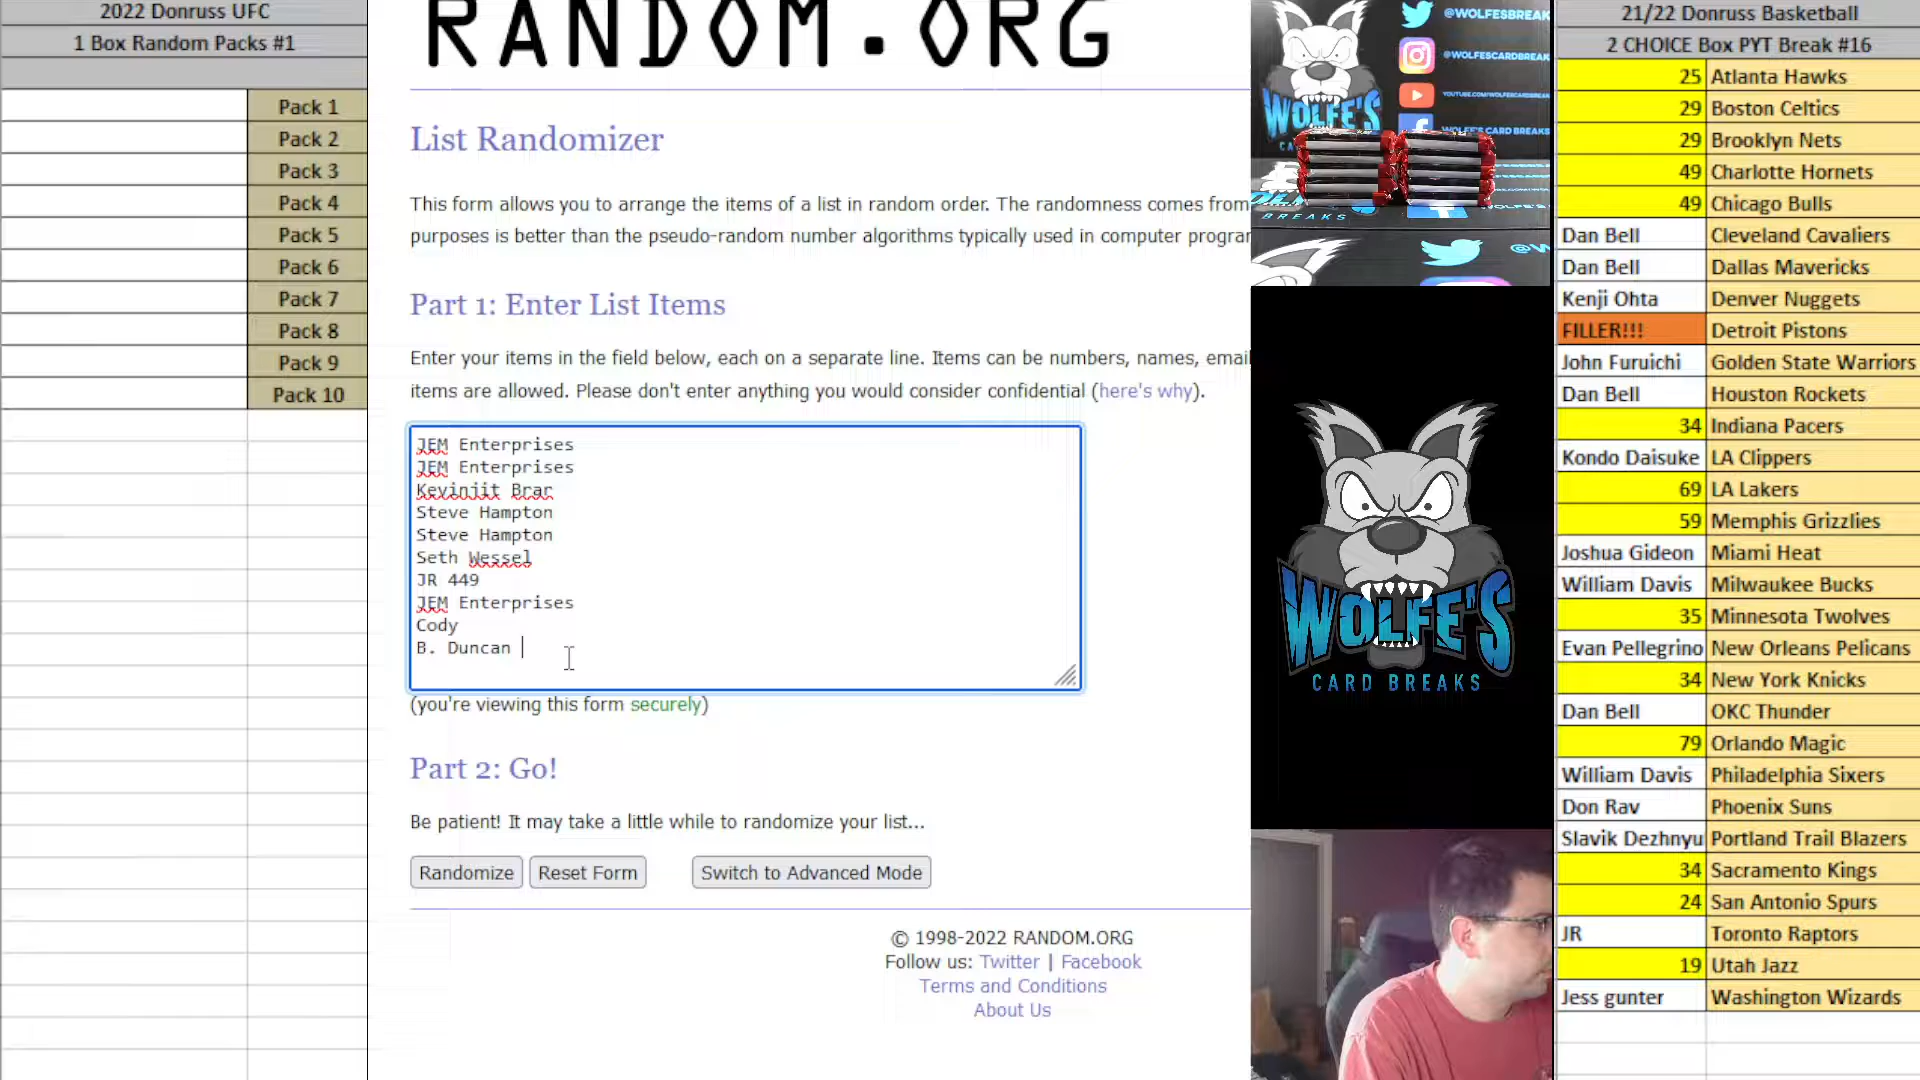 2022 Donruss UFC
1 Box Random Packs #1
Pack 1
Pack 2
Pack 3
Pack 4
Pack 5
Pack 6
Pack 7
Pack 8
Pack 9
Pack 10
RANDOM.ORG
List Randomizer
This form allows you to arrange the items of a list in random order. The randomness comes from
purposes is better than the pseudo-random number algorithms typically used in computer program
Part 1: Enter List Items
Enter your items in the field below, each on a separate line. Items can be numbers, names, email
items are allowed. Please don't enter anything you would consider confidential (here's why).
JEM Enterprises
JEM Enterprises
Kevinjit Brar
Steve Hampton
Steve Hampton
Seth Wessel
JR 449
JEM Enterprises
Cody
B. Duncan
(you're viewing this form securely)
Part 2: Go!
Be patient! It may take a little while to randomize your list...
Randomize Reset Form Switch to Advanced Mode
© 1998-2022 RANDOM.ORG
Follow us: Twitter | Facebook
Terms and Conditions
About Us
@WOLFESBREAK
@WOLFESCARDBREAK
YOUTUBE.COM/WOLFESCARDBREAK
WOLFE'S CARD BREAKS
WOLFE'S
BREAKS
WOLFE'S
CARD BREAKS
21/22 Donruss Basketball
2 CHOICE Box PYT Break #16
25 Atlanta Hawks
29 Boston Celtics
29 Brooklyn Nets
49 Charlotte Hornets
49 Chicago Bulls
Dan Bell Cleveland Cavaliers
Dan Bell Dallas Mavericks
Kenji Ohta Denver Nuggets
FILLER!!! Detroit Pistons
John Furuichi Golden State Warriors
Dan Bell Houston Rockets
34 Indiana Pacers
Kondo Daisuke LA Clippers
69 LA Lakers
59 Memphis Grizzlies
Joshua Gideon Miami Heat
William Davis Milwaukee Bucks
35 Minnesota Twolves
Evan Pellegrino New Orleans Pelicans
34 New York Knicks
Dan Bell OKC Thunder
79 Orlando Magic
William Davis Philadelphia Sixers
Don Rav Phoenix Suns
Slavik Dezhnyu Portland Trail Blazers
34 Sacramento Kings
24 San Antonio Spurs
JR Toronto Raptors
19 Utah Jazz
Jess gunter Washington Wizards